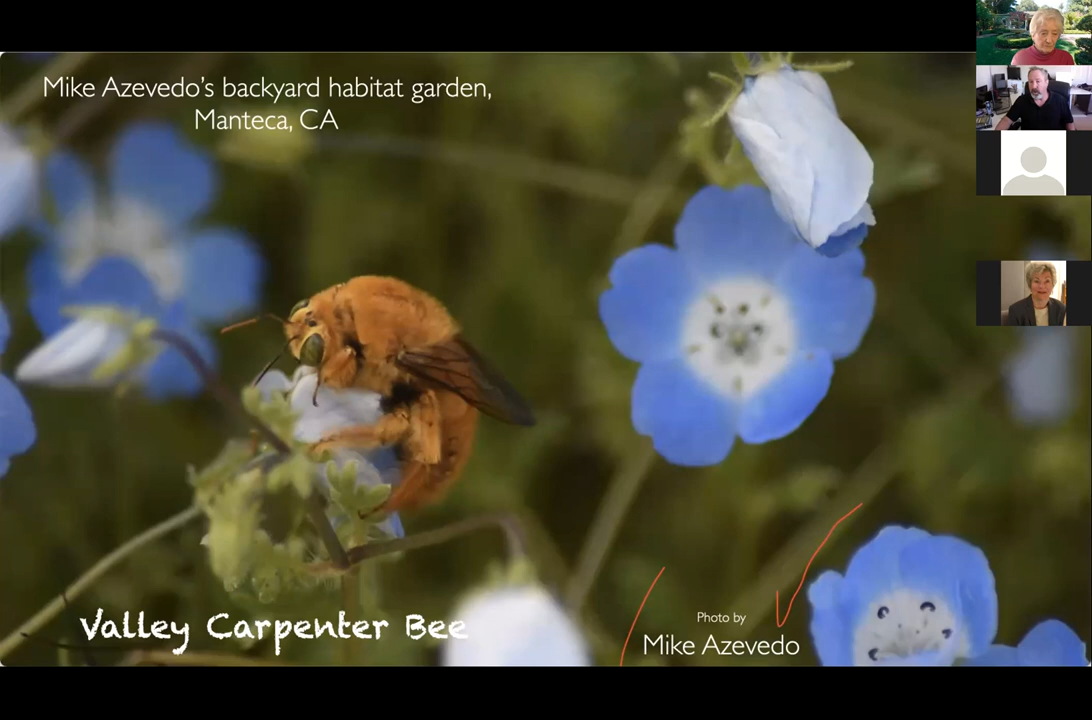 Mike Azevedo's backyard habitat garden,
Manteca, CA
Valley Carpenter Bee
Photo by
Mike Azevedo